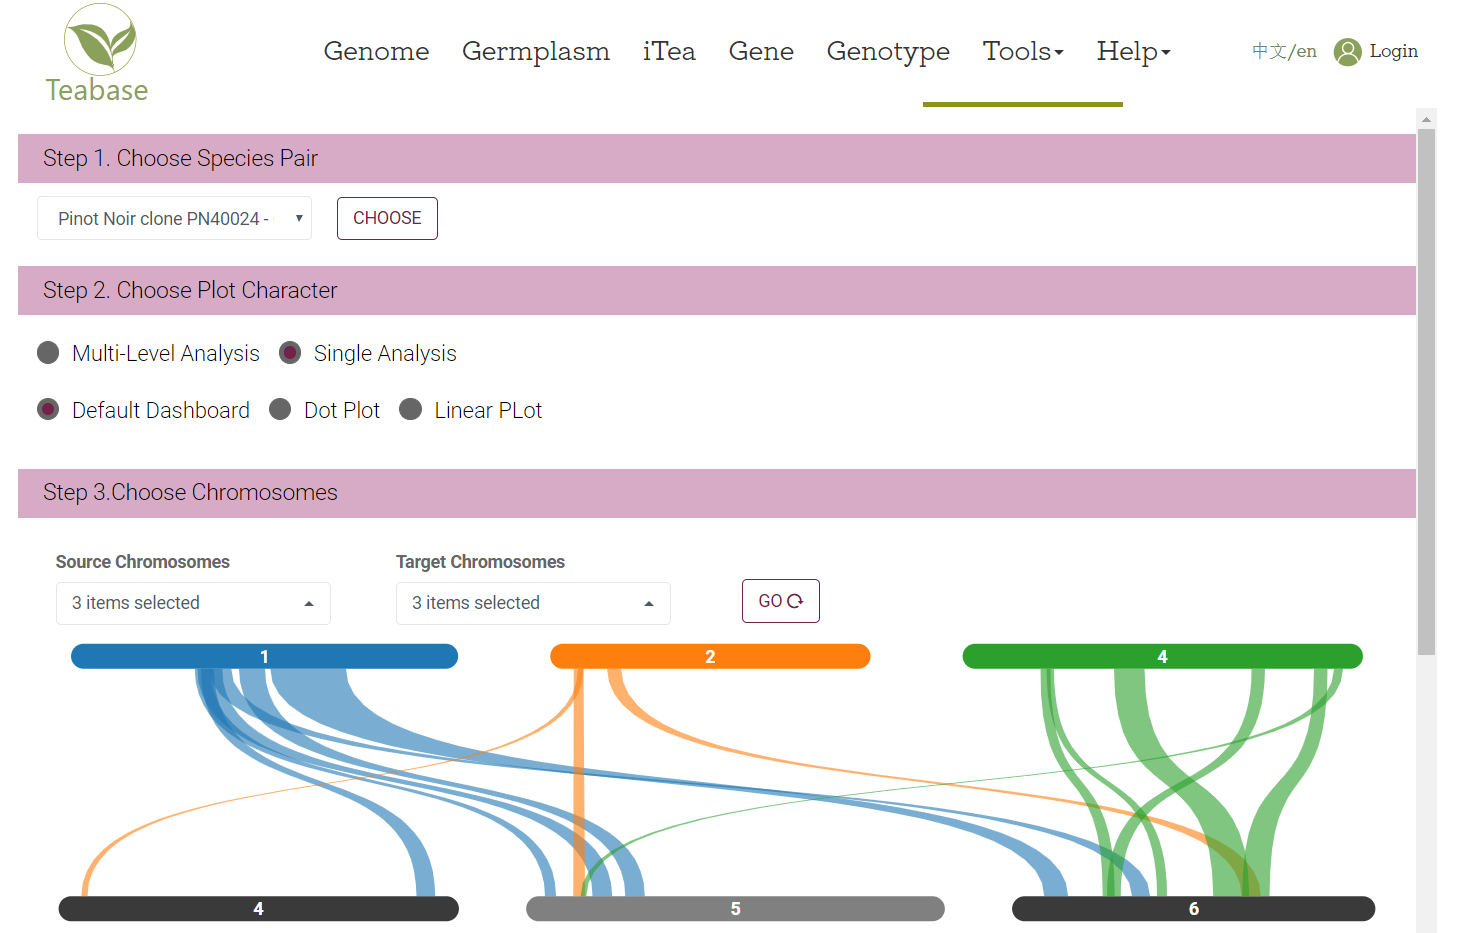 Teabase
Genome Germplasm iTea Gene Genotype Tools Help
中文/en Login
Step 1. Choose Species Pair
Pinot Noir clone PN40024 -
CHOOSE
Step 2. Choose Plot Character
Multi-Level Analysis Single Analysis
Default Dashboard Dot Plot Linear PLot
Step 3.Choose Chromosomes
Source Chromosomes Target Chromosomes
3 items selected 3 items selected GO
1 2 4
4 5 6